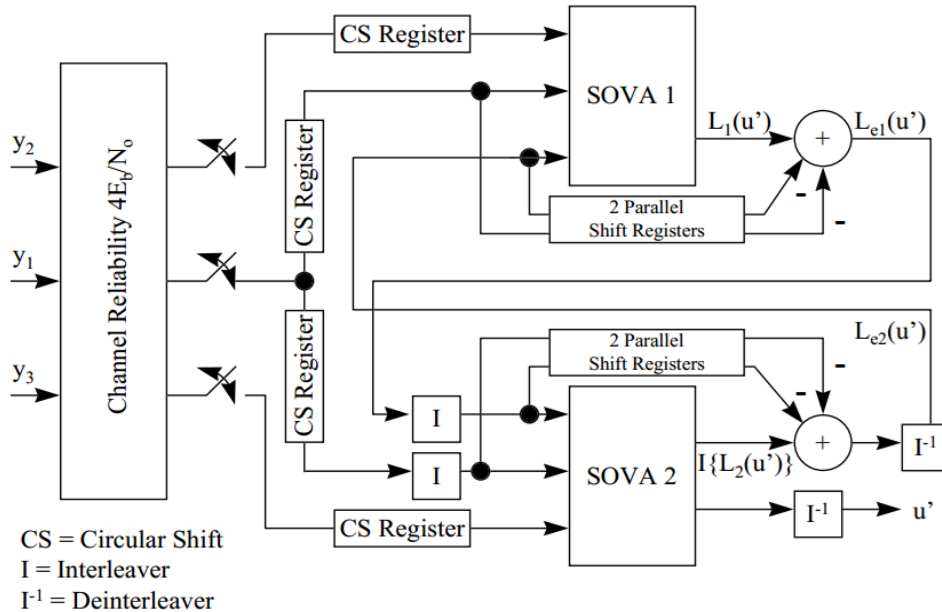 CS Register
SOVA 1
y2
y1
y3
Channel Reliability 4Eb/No
CS Register
CS Register
L1(u’)
+
Le1(u’)
2 Parallel
Shift Registers
-
-
Le2(u’)
2 Parallel
Shift Registers
-
-
I
I
SOVA 2
I{L2(u’)}
+
I-1
CS Register
I-1
u’
CS = Circular Shift
I = Interleaver
I-1 = Deinterleaver